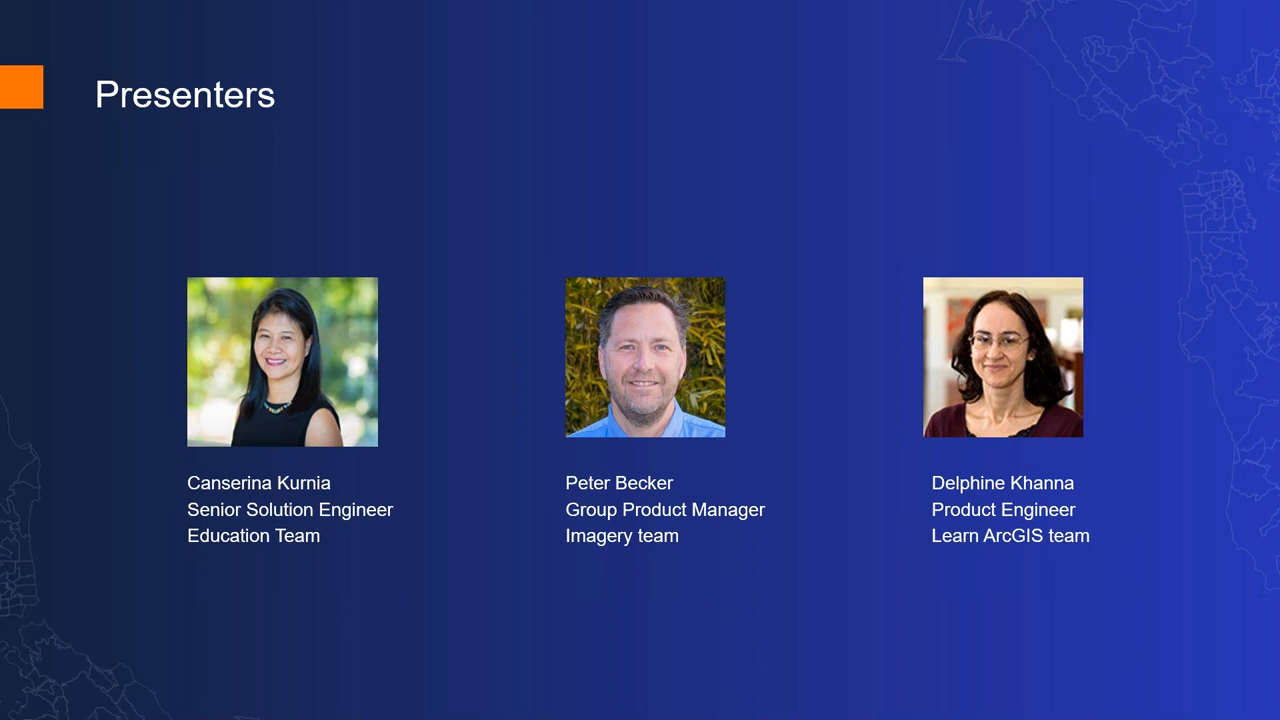 Presenters
Canserina Kurnia
Senior Solution Engineer
Education Team
Peter Becker
Group Product Manager
Imagery team
Delphine Khanna
Product Engineer
Learn ArcGIS team